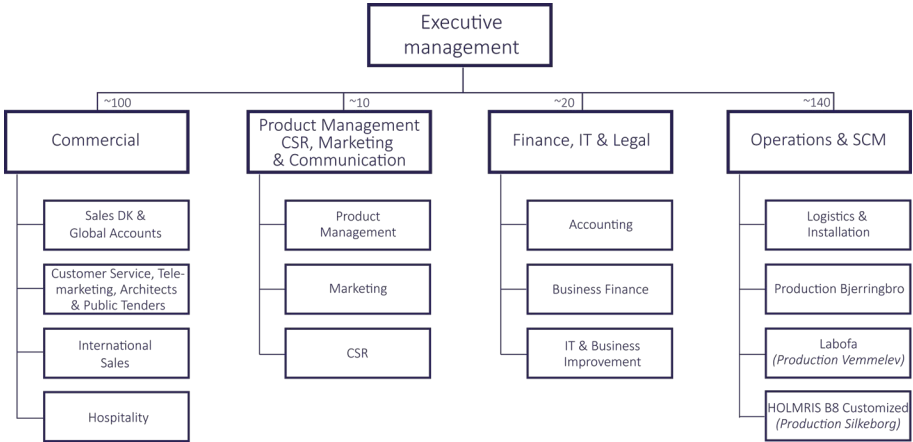 Executive
management
~100
~10
~20
~140
Commercial
Product Management
CSR, Marketing
& Communication
Finance, IT & Legal
Operations & SCM
Sales DK &
Global Accounts
Customer Service, Tele-
marketing, Architects
& Public Tenders
International
Sales
Hospitality
Product
Management
Marketing
CSR
Accounting
Business Finance
IT & Business
Improvement
Logistics &
Installation
Production Bjerringbro
Labofa
(Production Vemmelev)
HOLMRIS B8 Customized
(Production Silkeborg)